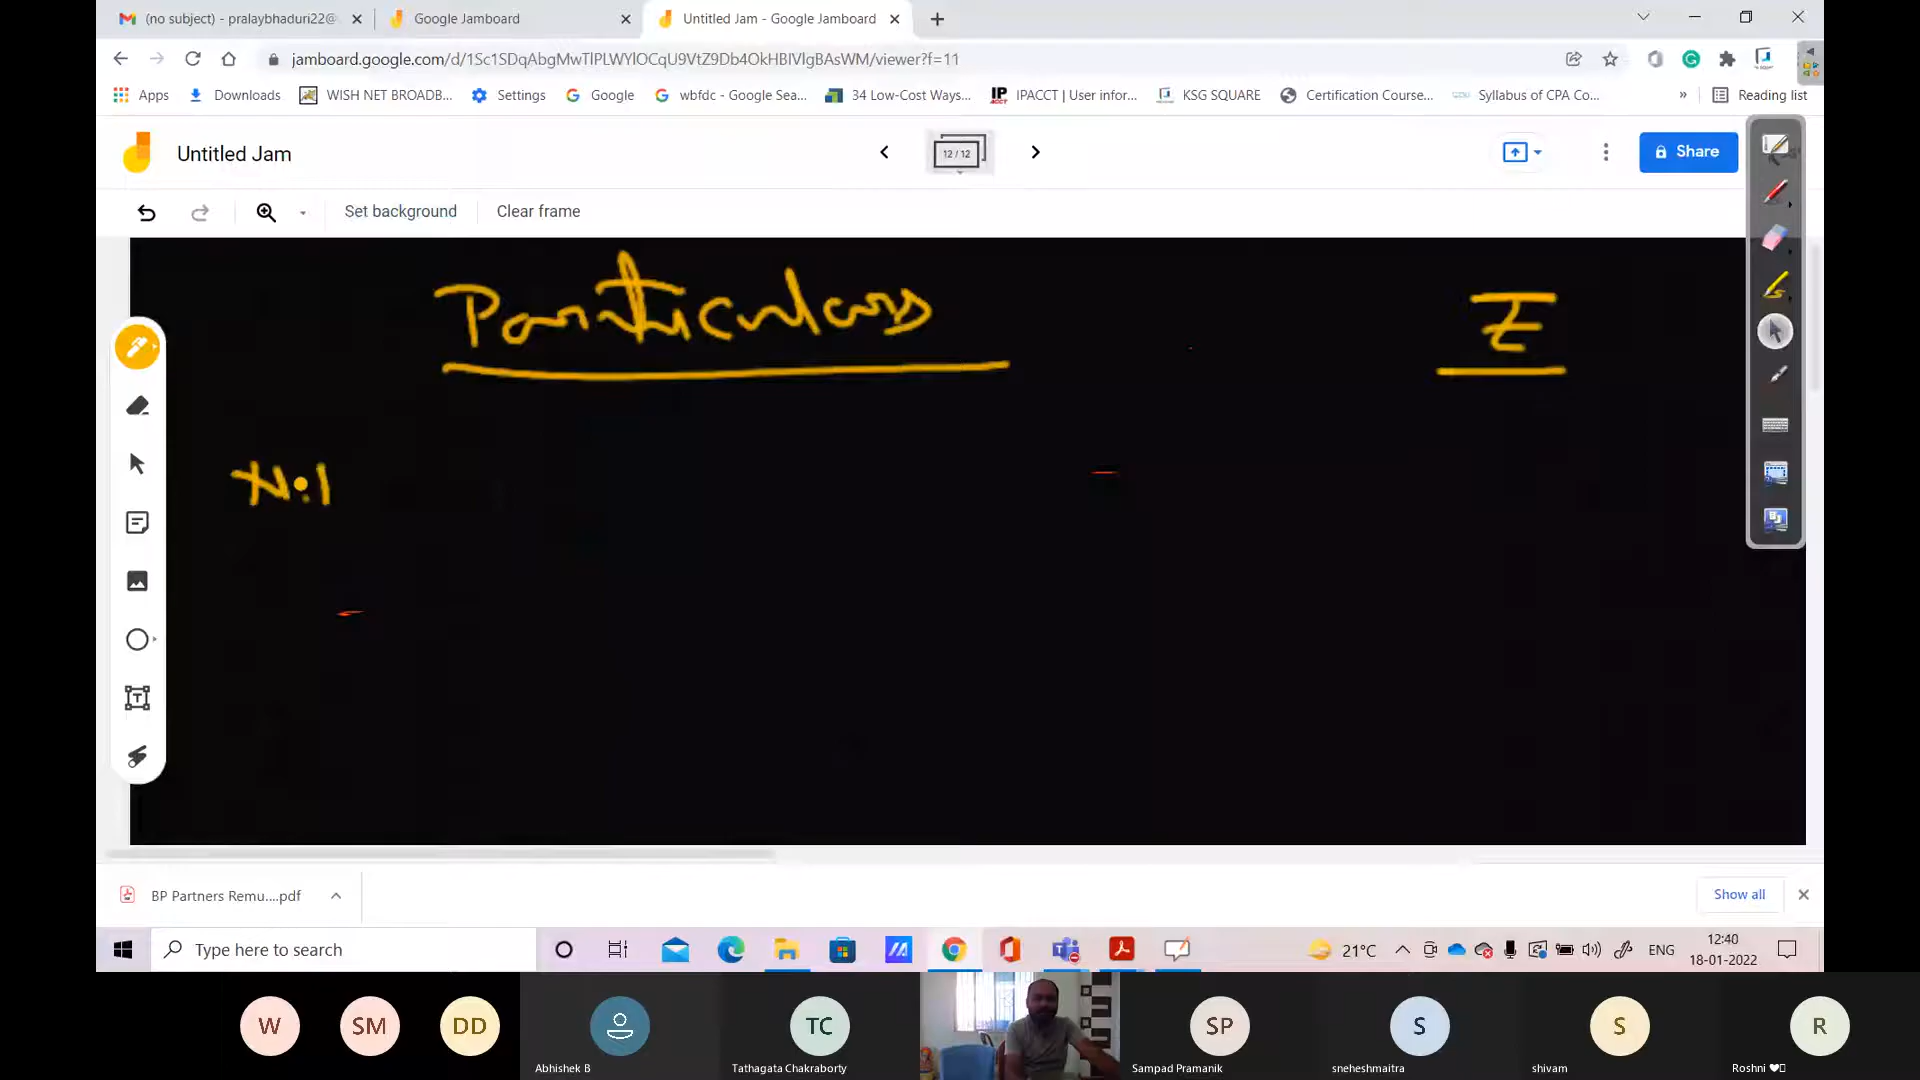 (no subject) - pralaybhaduri22@
Google Jamboard
Untitled Jam - Google Jamboard
jamboard.google.com/d/1Sc1SDqAbgMwTlPLWYlOCqU9VtZ9Db4OkHBIVlgBAsWM/viewer?f=11
Apps
Downloads
WISH NET BROADB...
Settings
Google
wbfdc - Google Sea...
34 Low-Cost Ways...
IP ACCT
IPACCT | User infor...
KSG SQUARE
Certification Course...
Syllabus of CPA Co...
»
Reading list
Untitled Jam
12 / 12
Share
Set background
Clear frame
Particulars
N:1
BP Partners Remu....pdf
Show all
Type here to search
21°C
ENG
12:40
18-01-2022
W
SM
DD
TC
SP
S
S
R
Abhishek B
Tathagata Chakraborty
Sampad Pramanik
sneheshmaitra
shivam
Roshni ❤